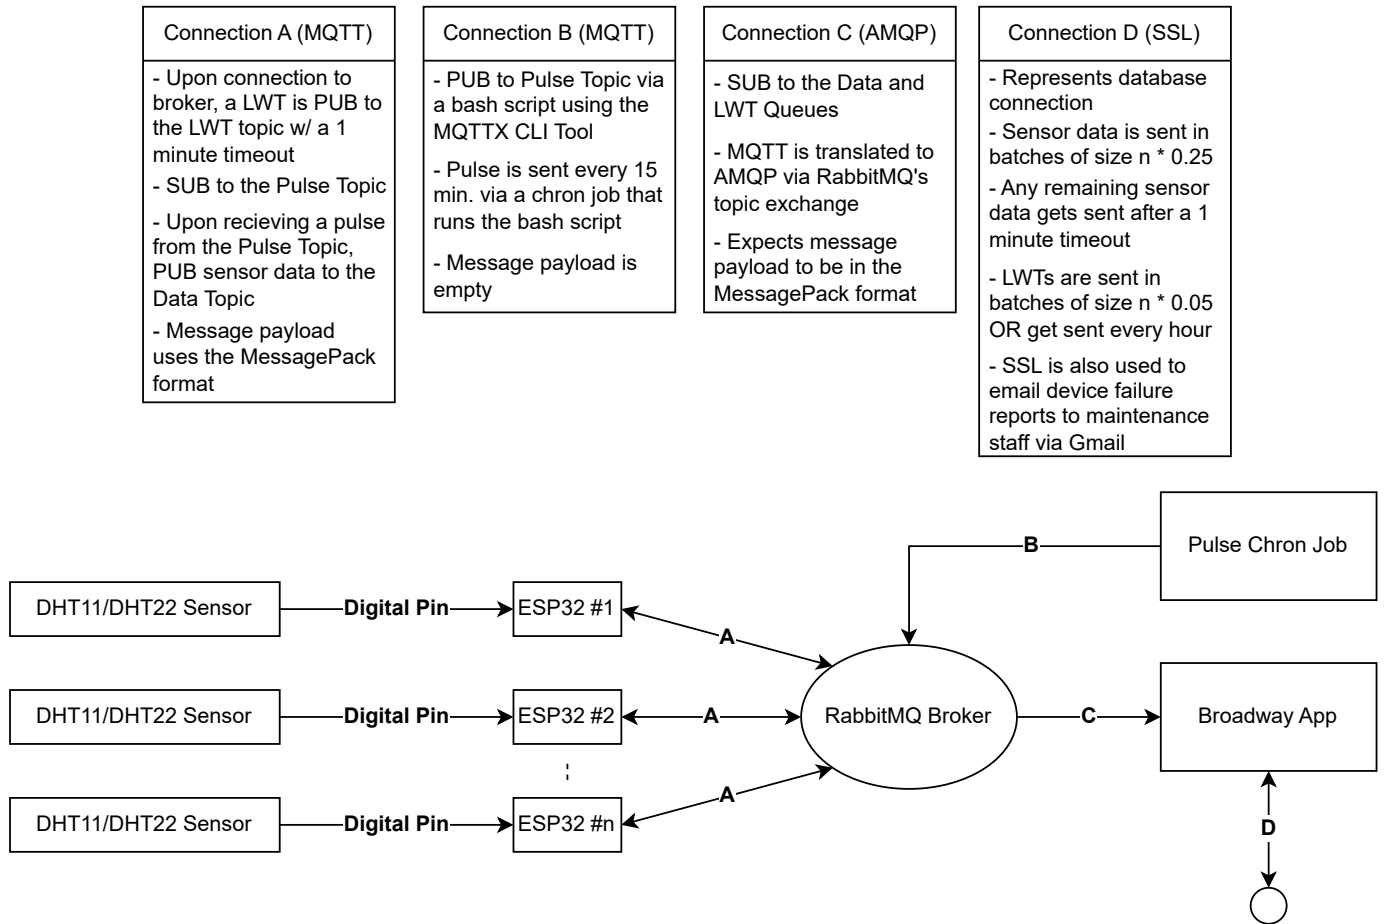 Connection A (MQTT)
- Upon connection to
broker, a LWT is PUB to
the LWT topic w/ a 1
minute timeout
- SUB to the Pulse Topic
- Upon recieving a pulse
from the Pulse Topic,
PUB sensor data to the
Data Topic
- Message payload
uses the MessagePack
format
Connection B (MQTT)
- PUB to Pulse Topic via
a bash script using the
MQTTX CLI Tool
- Pulse is sent every 15
min. via a chron job that
runs the bash script
- Message payload is
empty
Connection C (AMQP)
- SUB to the Data and
LWT Queues
- MQTT is translated to
AMQP via RabbitMQ's
topic exchange
- Expects message
payload to be in the
MessagePack format
Connection D (SSL)
- Represents database
connection
- Sensor data is sent in
batches of size n * 0.25
- Any remaining sensor
data gets sent after a 1
minute timeout
- LWTs are sent in
batches of size n * 0.05
OR get sent every hour
- SSL is also used to
email device failure
reports to maintenance
staff via Gmail
B
Pulse Chron Job
DHT11/DHT22 Sensor
Digital Pin
ESP32 #1
A
DHT11/DHT22 Sensor
Digital Pin
ESP32 #2
A
RabbitMQ Broker
C
Broadway App
DHT11/DHT22 Sensor
Digital Pin
ESP32 #n
A
D